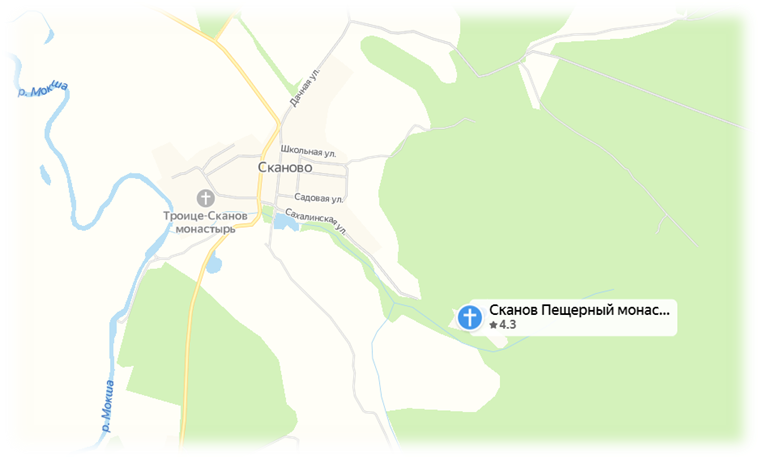 р. Мокша
Дачная ул.
Школьная ул.
Сканово
Садовая ул.
Троице-Сканов
монастырь
Сахалинская ул.
Сканов Пещерный монас...
4.3
р. Мокша